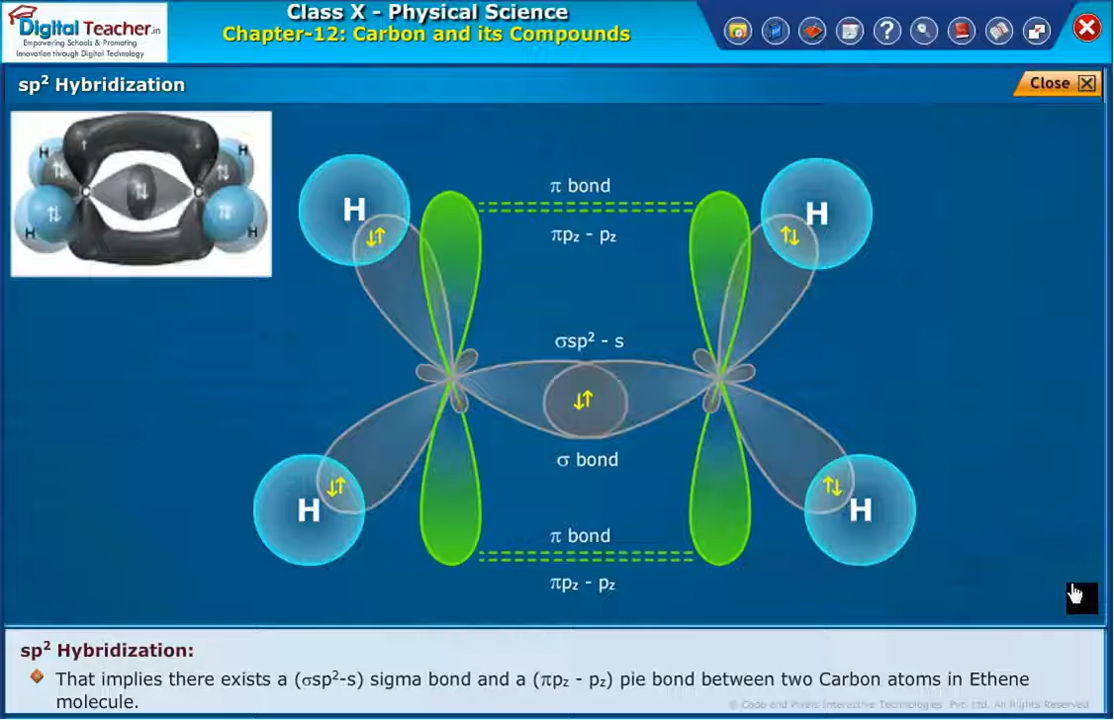 Digital Teacher.in
Empowering Schools & Promoting
Innovation through Digital Technology
Class X - Physical Science
Chapter-12: Carbon and its Compounds
sp² Hybridization
Close
H
H
C
C
H
H
H
H
π bond
πpz - pz
σsp² - s
σ bond
H
H
π bond
πpz - pz
sp² Hybridization:
That implies there exists a (σsp²-s) sigma bond and a (πpz - pz) pie bond between two Carbon atoms in Ethene
molecule.
© Code and Pixels Interactive Technologies. Pvt. Ltd. All Rights Reserved